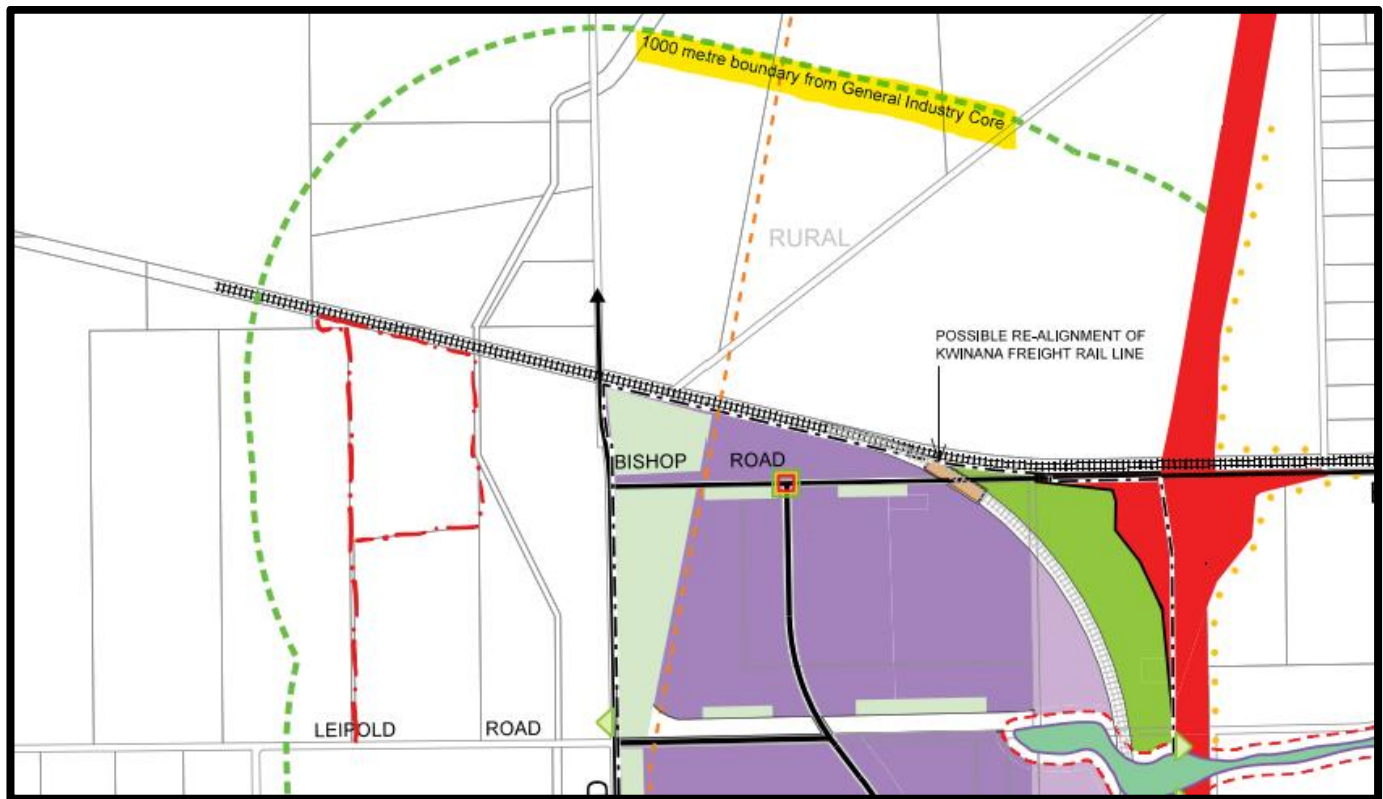 1000 metre boundary from General Industry Core
RURAL
POSSIBLE RE-ALIGNMENT OF
KWINANA FREIGHT RAIL LINE
BISHOP ROAD
LEIPOLD ROAD